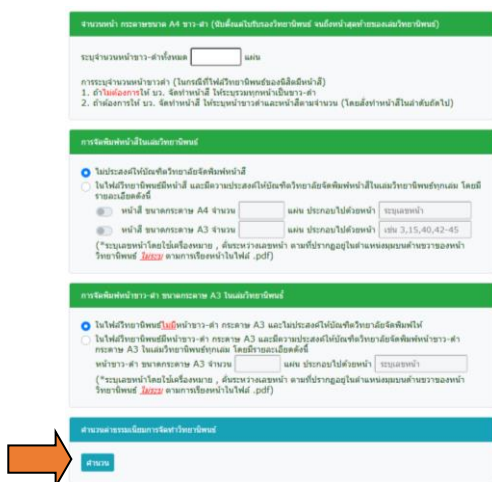 จำนวนหน้า กระดาษขนาด A4 ขาว-ดำ (นับตั้งแต่ใบรับรองวิทยานิพนธ์ จนถึงหน้าสุดท้ายของเล่มวิทยานิพนธ์)
ระบุจำนวนหน้าขาว-ดำทั้งหมด แผ่น
การระบุจำนวนหน้าขาวดำ (ในกรณีที่ไฟล์วิทยานิพนธ์ของนิสิตมีหน้าสี)
1. ถ้าไม่ต้องการให้ บว. จัดทำหน้าสี ให้ระบุรวมทุกหน้าเป็นขาว-ดำ
2. ถ้าต้องการให้ บว. จัดทำหน้าสี ให้ระบุหน้าขาวดำและหน้าสีตามจำนวน (โดยสั่งทำหน้าสีในลำดับถัดไป)
การจัดพิมพ์หน้าสีในเล่มวิทยานิพนธ์
ไม่ประสงค์ให้บัณฑิตวิทยาลัยจัดพิมพ์หน้าสี
ในไฟล์วิทยานิพนธ์มีหน้าสี และมีความประสงค์ให้บัณฑิตวิทยาลัยจัดพิมพ์หน้าสีในเล่มวิทยานิพนธ์ทุกเล่ม โดยมี
รายละเอียดดังนี้
หน้าสี ขนาดกระดาษ A4 จำนวน แผ่น ประกอบไปด้วยหน้า ระบุเลขหน้า
หน้าสี ขนาดกระดาษ A3 จำนวน แผ่น ประกอบไปด้วยหน้า เช่น 3,15,40,42-45
(*ระบุเลขหน้าโดยใช้เครื่องหมาย , คั่นระหว่างเลขหน้า ตามที่ปรากฏอยู่ในตำแหน่งมุมบนด้านขวาของหน้า
วิทยานิพนธ์ ไม่ระบุ ตามการเรียงหน้าในไฟล์ .pdf)
การจัดพิมพ์หน้าขาว-ดำ ขนาดกระดาษ A3 ในเล่มวิทยานิพนธ์
ในไฟล์วิทยานิพนธ์ไม่มีหน้าขาว-ดำ กระดาษ A3 และไม่ประสงค์ให้บัณฑิตวิทยาลัยจัดพิมพ์ให้
ในไฟล์วิทยานิพนธ์มีหน้าขาว-ดำ กระดาษ A3 และมีความประสงค์ให้บัณฑิตวิทยาลัยจัดพิมพ์หน้าขาว-ดำ
กระดาษ A3 ในเล่มวิทยานิพนธ์ทุกเล่ม โดยมีรายละเอียดดังนี้
หน้าขาว-ดำ ขนาดกระดาษ A3 จำนวน แผ่น ประกอบไปด้วยหน้า ระบุเลขหน้า
(*ระบุเลขหน้าโดยใช้เครื่องหมาย , คั่นระหว่างเลขหน้า ตามที่ปรากฏอยู่ในตำแหน่งมุมบนด้านขวาของหน้า
วิทยานิพนธ์ ไม่ระบุ ตามการเรียงหน้าในไฟล์ .pdf)
คำนวณค่าธรรมเนียมการจัดทำวิทยานิพนธ์
คำนวณ